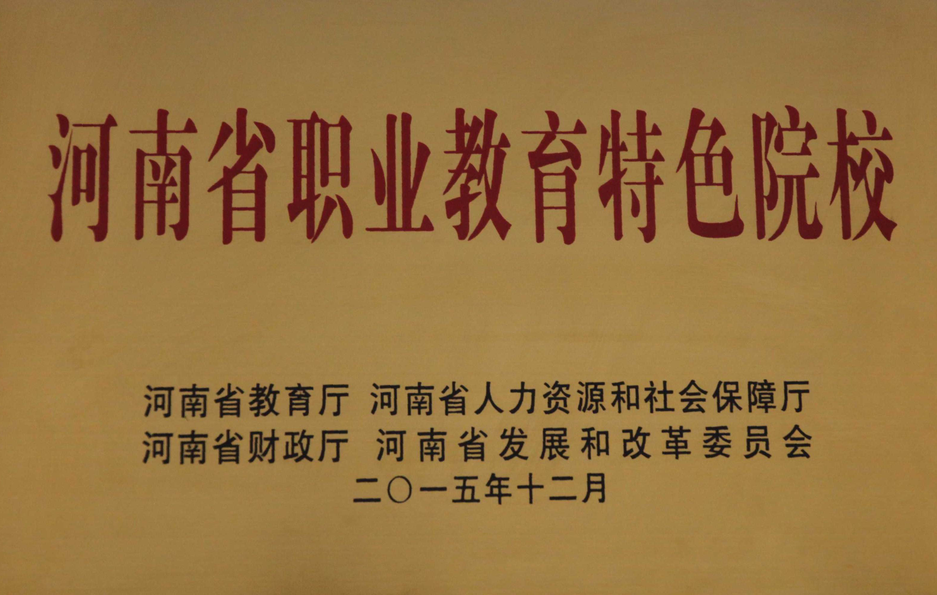 河南省职业教育特色院校
河南省教育厅 河南省人力资源和社会保障厅
河南省财政厅 河南省发展和改革委员会
二〇一五年十二月